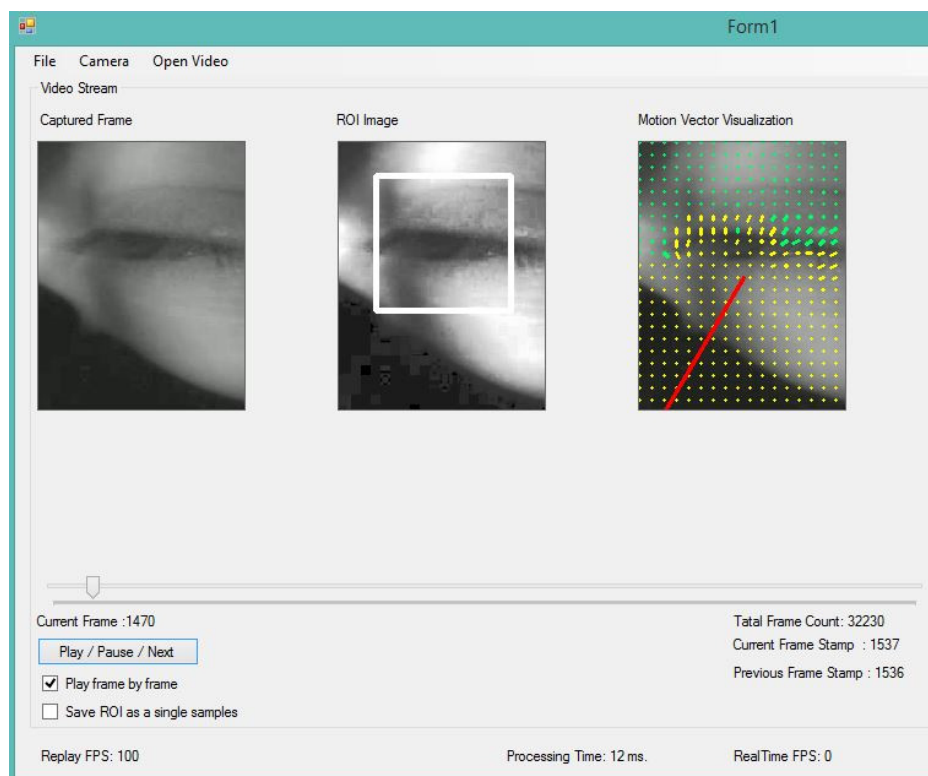 Form1
File Camera Open Video
Video Stream
Captured Frame ROI Image Motion Vector Visualization
Current Frame :1470 Tatal Frame Count: 32230
Play / Pause / Next Current Frame Stamp : 1537
Play frame by frame Previous Frame Stamp : 1536
Save ROI as a single samples
Replay FPS: 100 Processing Time: 12 ms. RealTime FPS: 0